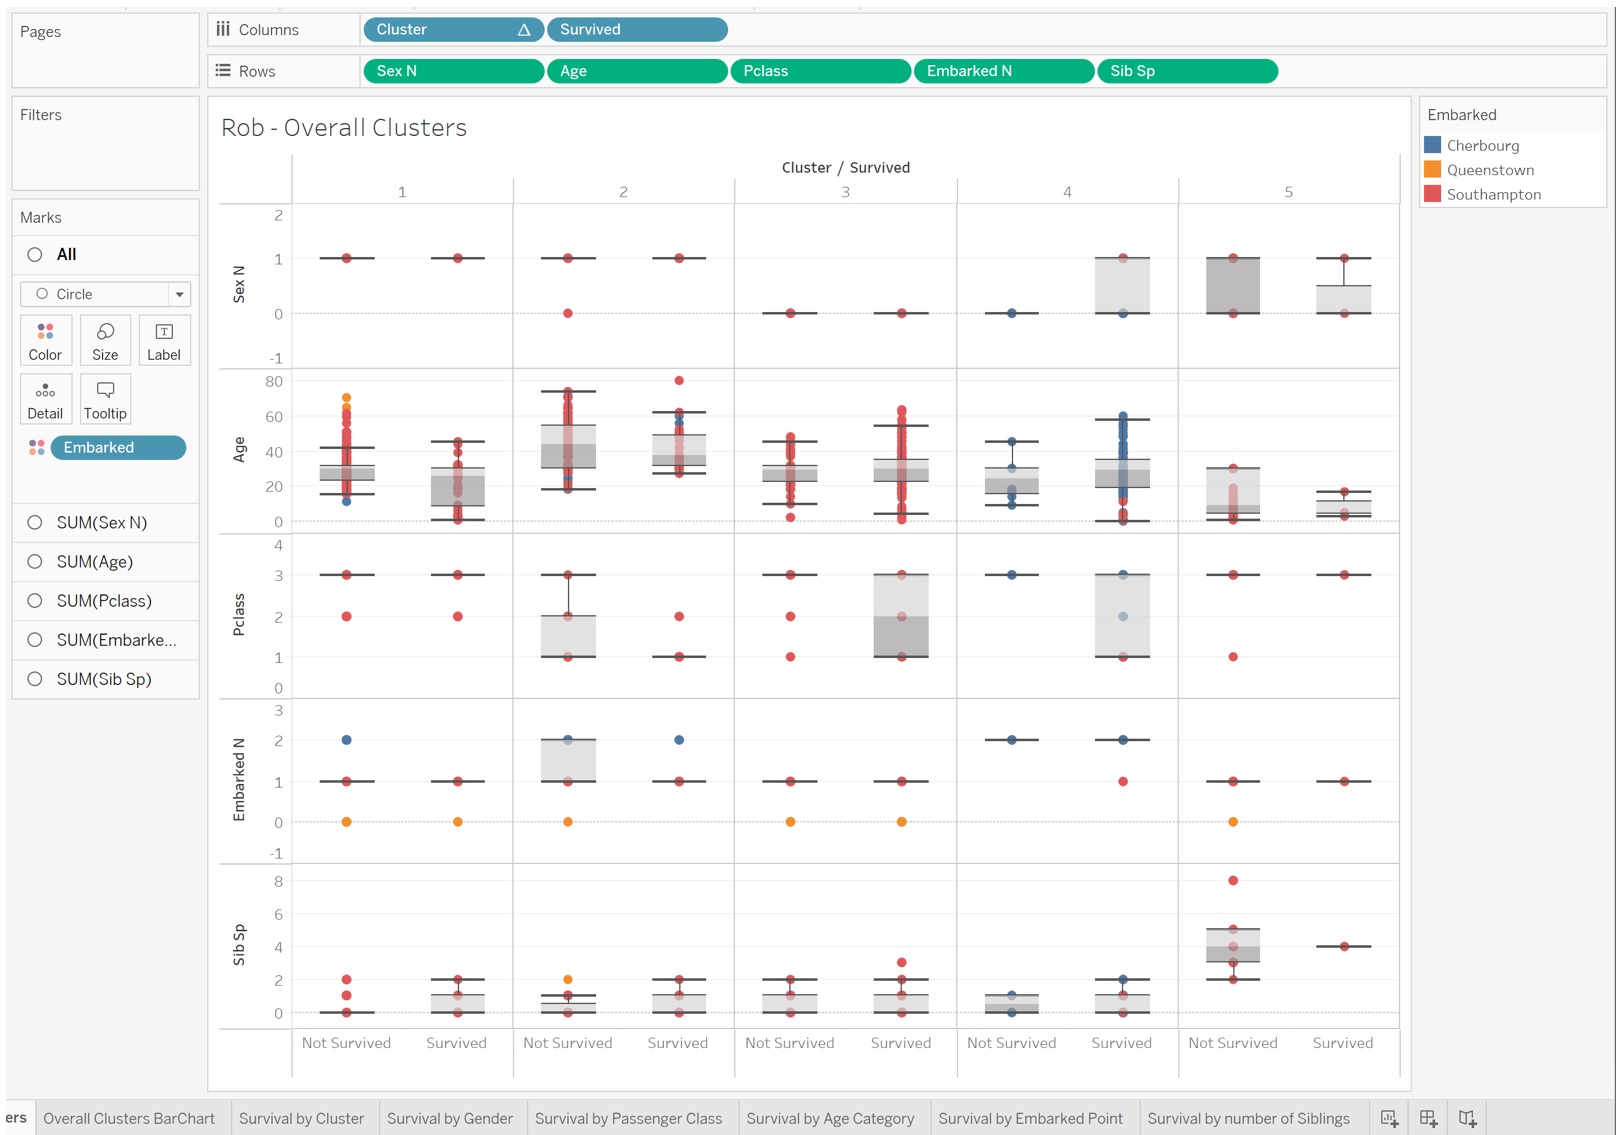 Pages
Columns
Cluster
Survived
Rows
Sex N
Age
Pclass
Embarked N
Sib Sp
Filters
Marks
All
Circle
Color
Size
Label
Detail
Tooltip
Embarked
SUM(Sex N)
SUM(Age)
SUM(Pclass)
SUM(Embarke...
SUM(Sib Sp)
Rob - Overall Clusters
Cluster / Survived
1 2 3 4 5
Sex N
2
1
0
-1
Age
80
60
40
20
0
Pclass
4
3
2
1
0
Embarked N
3
2
1
0
-1
Sib Sp
8
6
4
2
0
Not Survived Survived Not Survived Survived Not Survived Survived Not Survived Survived Not Survived Survived
Embarked
Cherbourg
Queenstown
Southampton
ers Overall Clusters BarChart Survival by Cluster Survival by Gender Survival by Passenger Class Survival by Age Category Survival by Embarked Point Survival by number of Siblings